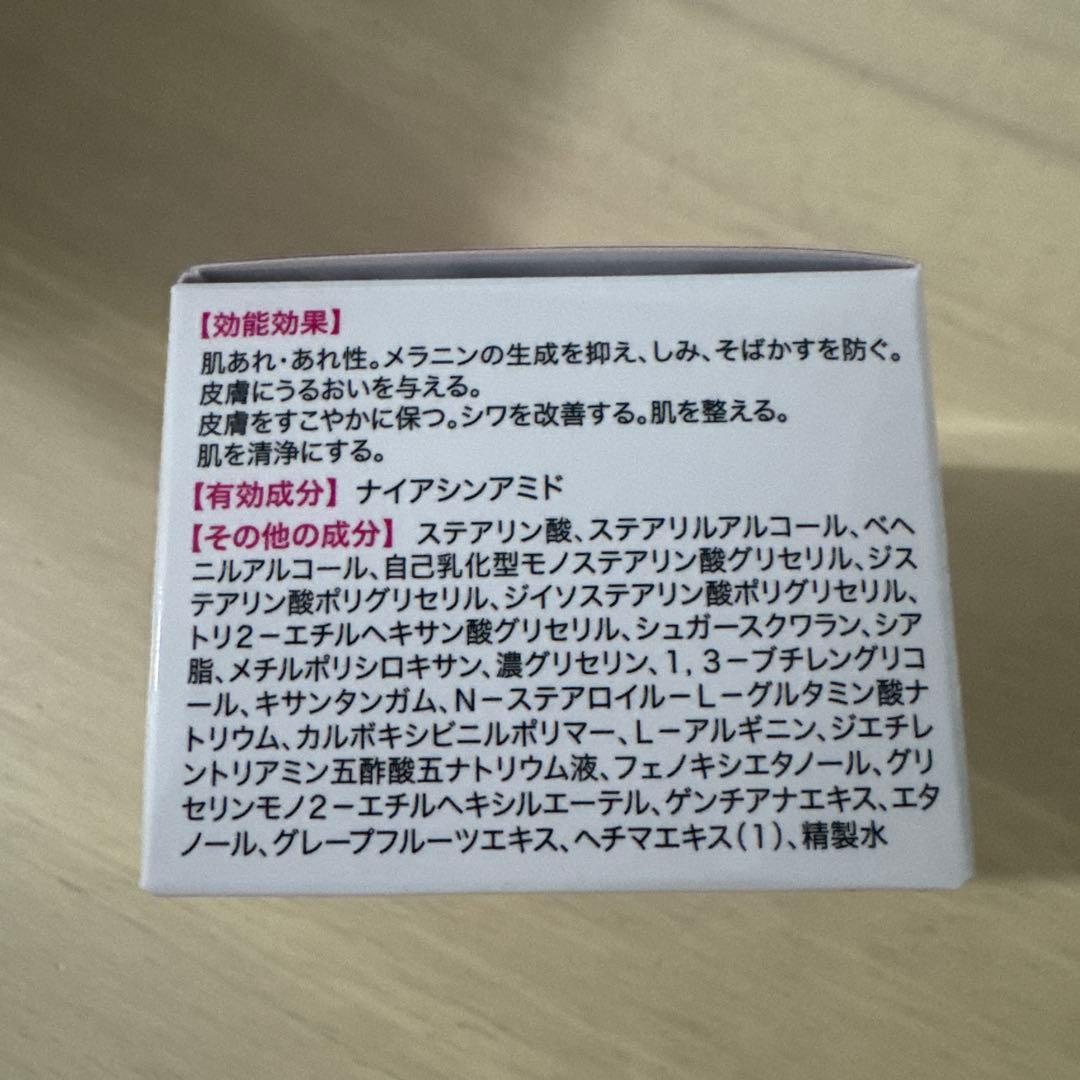 【効能効果】
肌あれ・あれ性。メラニンの生成を抑え、しみ、そばかすを防ぐ。
皮膚にうるおいを与える。
皮膚をすこやかに保つ。シワを改善する。肌を整える。
肌を清浄にする。
【有効成分】 ナイアシンアミド
【その他の成分】 ステアリン酸、ステアリルアルコール、ベヘ
ニルアルコール、自己乳化型モノステアリン酸グリセリル、ジス
テアリン酸ポリグリセリル、ジイソステアリン酸ポリグリセリル、
トリ2－エチルヘキサン酸グリセリル、シュガースクワラン、シア
脂、メチルポリシロキサン、濃グリセリン、1，3－ブチレングリコ
ール、キサンタンガム、N－ステアロイル－L－グルタミン酸ナ
トリウム、カルボキシビニルポリマー、L－アルギニン、ジエチレ
ントリアミン五酢酸五ナトリウム液、フェノキシエタノール、グリ
セリンモノ2－エチルヘキシルエーテル、ゲンチアナエキス、エタ
ノール、グレープフルーツエキス、ヘチマエキス（1）、精製水